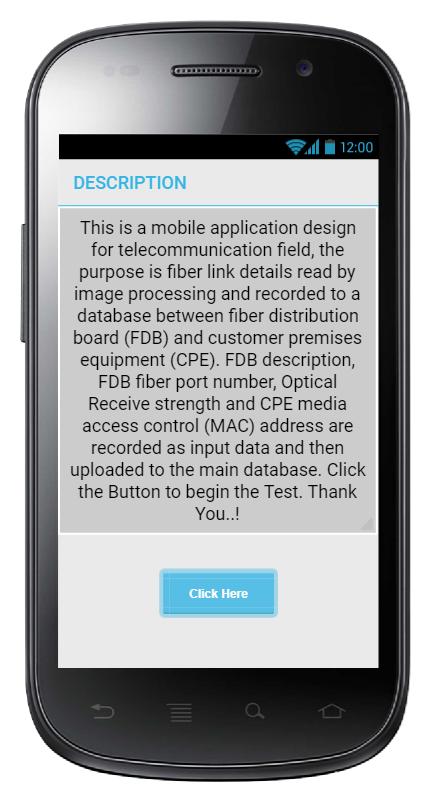 12:00
DESCRIPTION
This is a mobile application design
for telecommunication field, the
purpose is fiber link details read by
image processing and recorded to a
database between fiber distribution
board (FDB) and customer premises
equipment (CPE). FDB description,
FDB fiber port number, Optical
Receive strength and CPE media
access control (MAC) address are
recorded as input data and then
uploaded to the main database. Click
the Button to begin the Test. Thank
You..!
Click Here